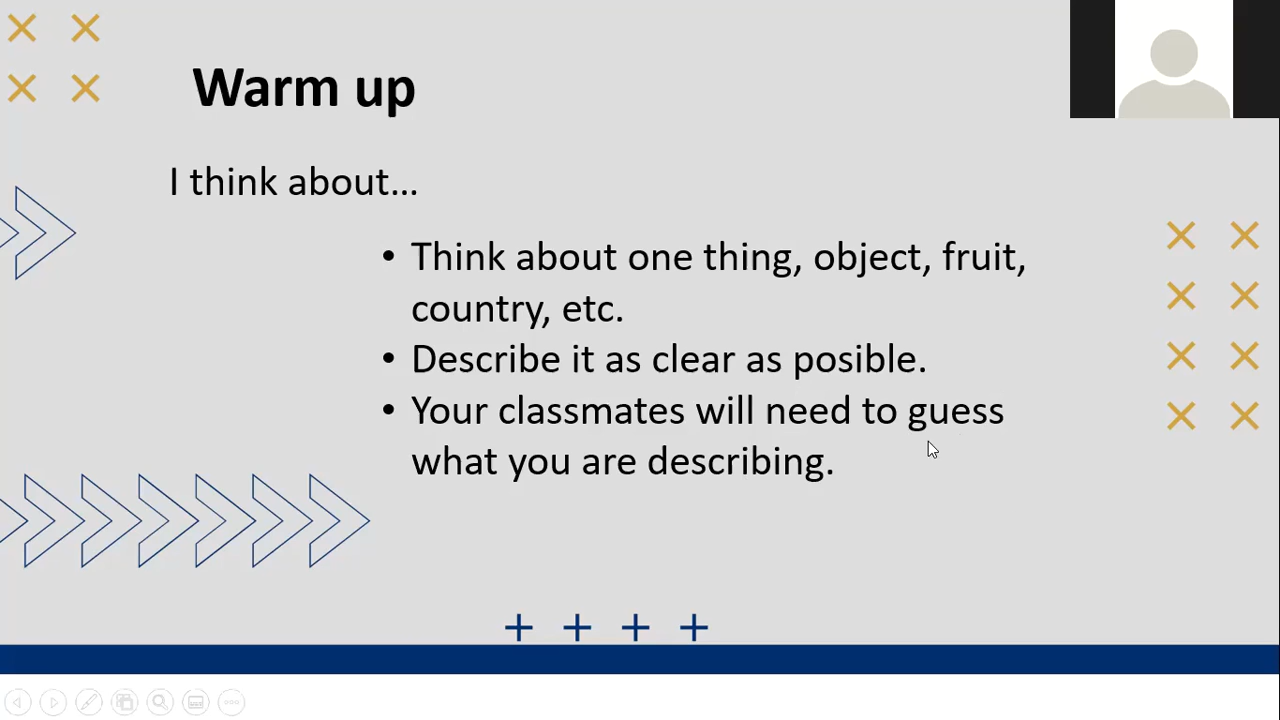 Warm up
I think about...
• Think about one thing, object, fruit,
country, etc.
• Describe it as clear as posible.
• Your classmates will need to guess
what you are describing.